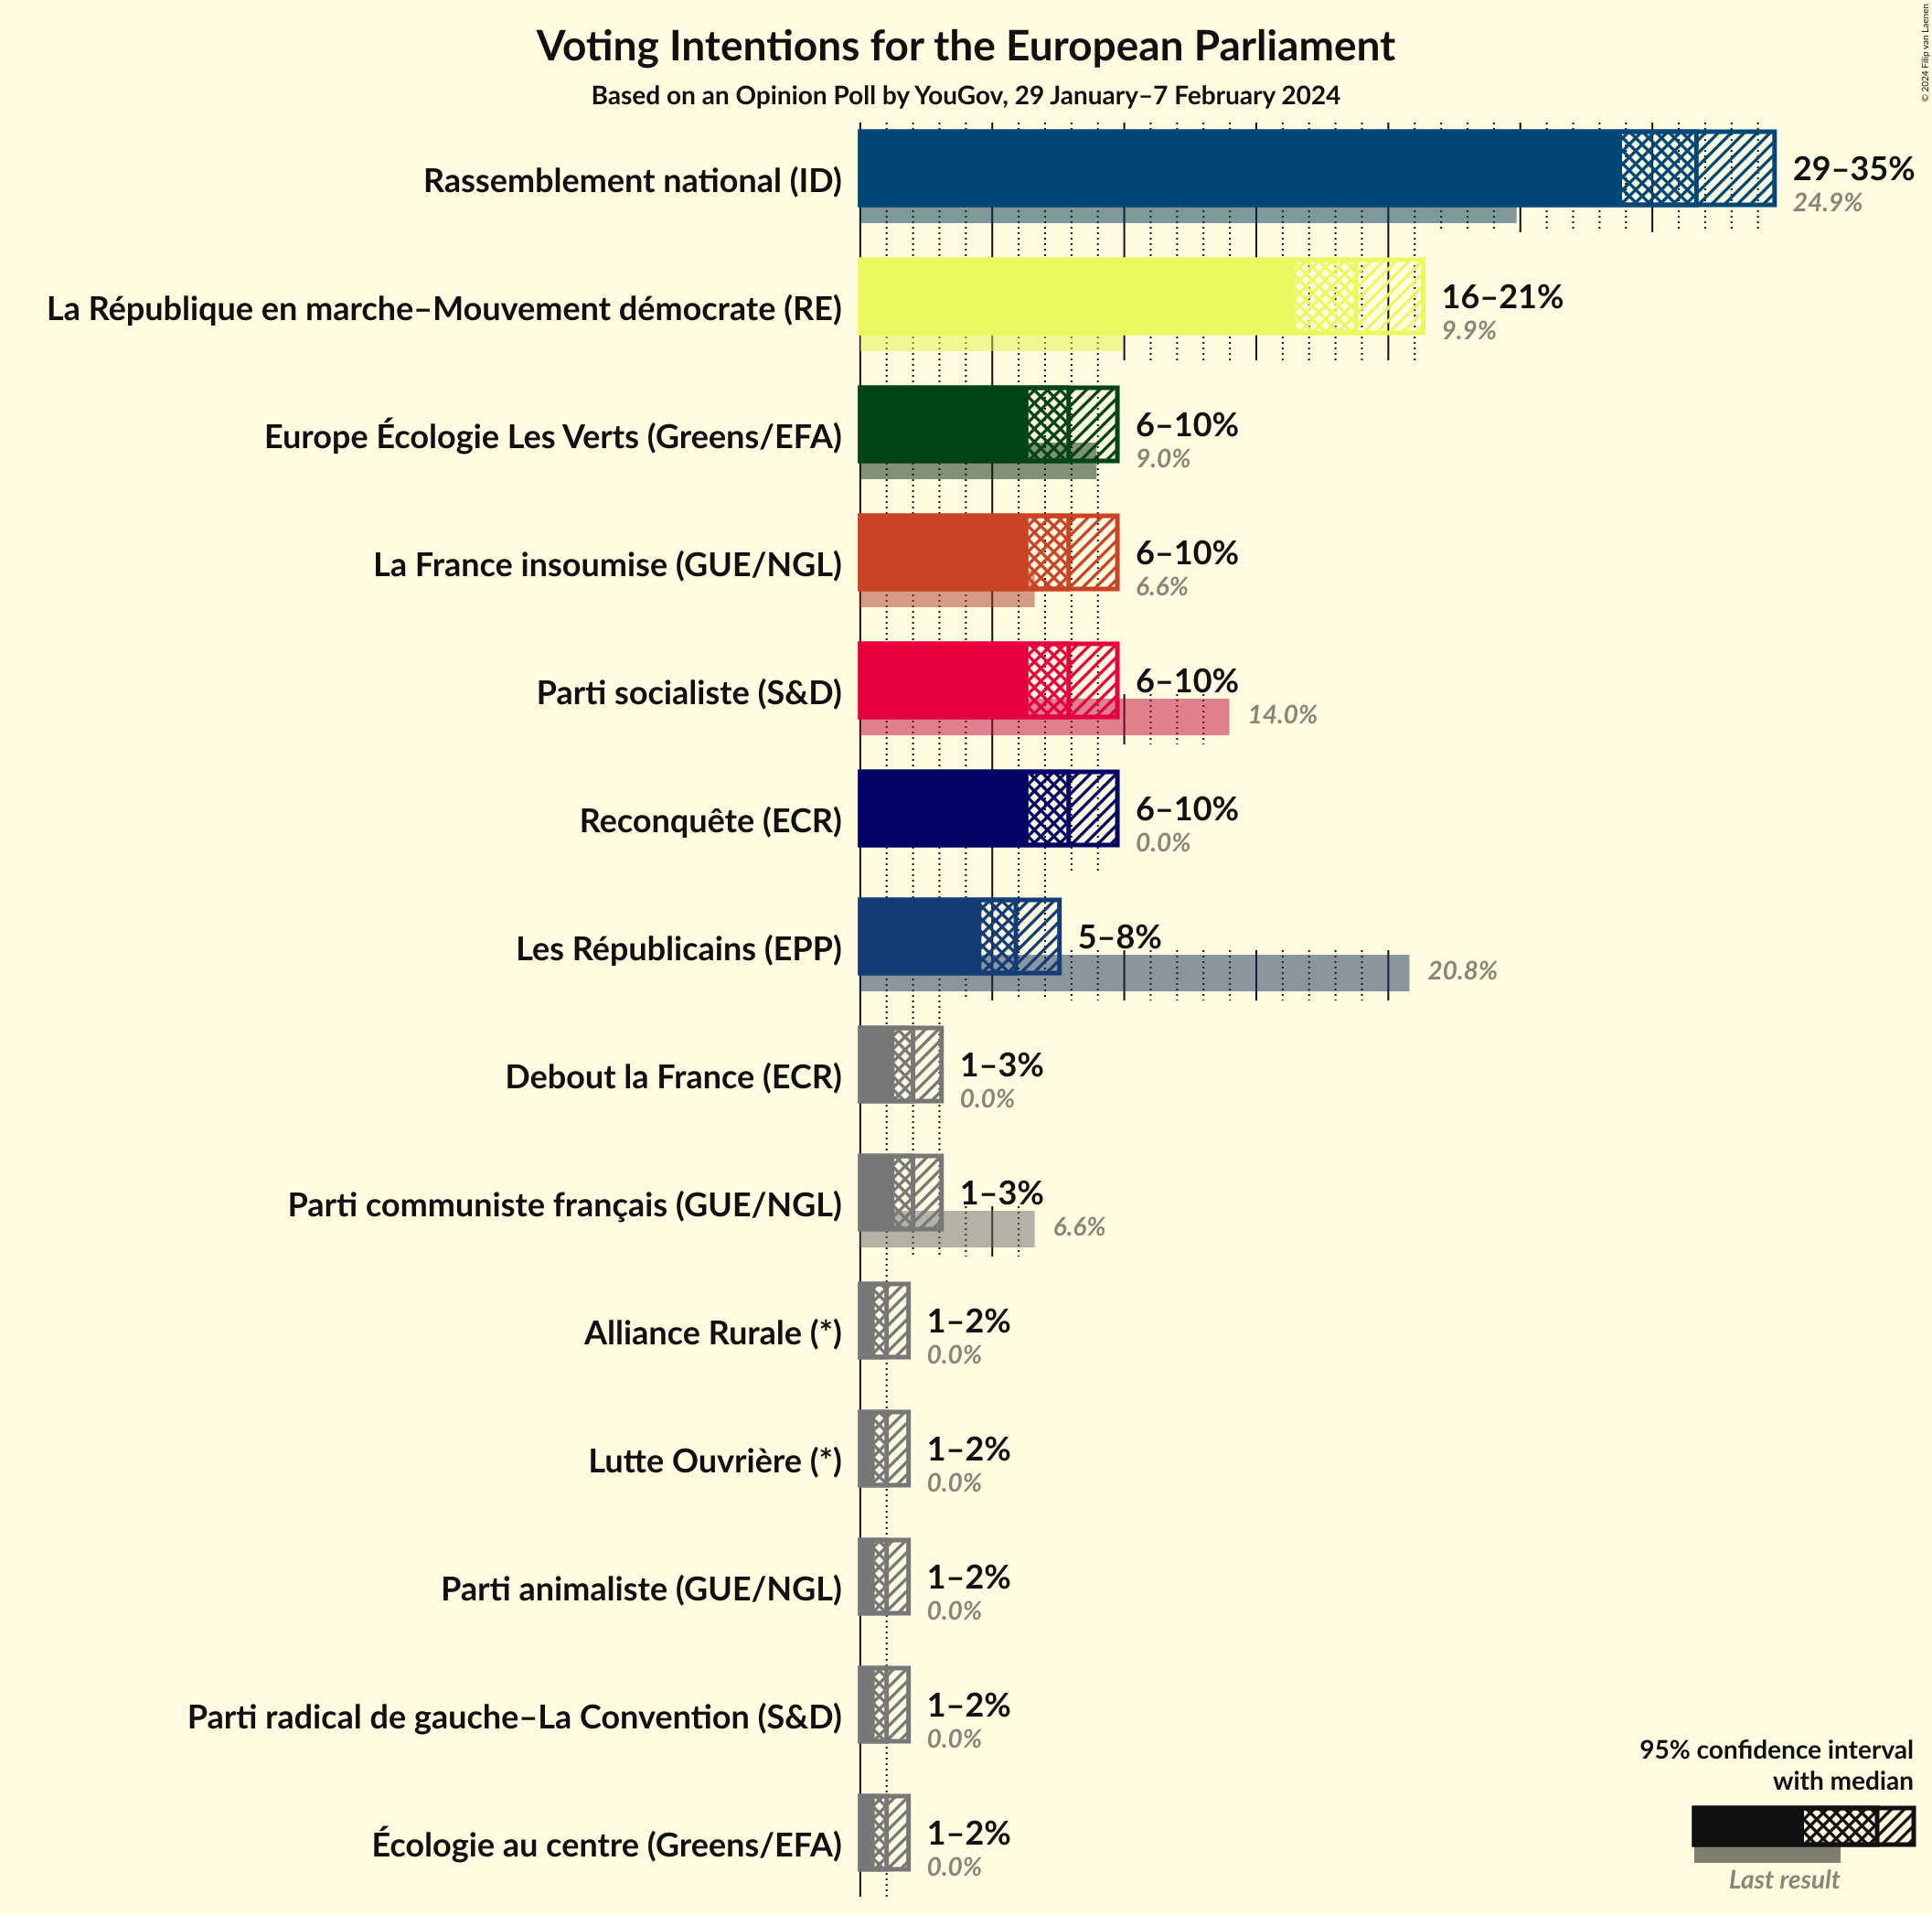 Voting Intentions for the European Parliament
Based on an Opinion Poll by YouGov, 29 January–7 February 2024
© 2024 Filip van Laenen
Rassemblement national (ID)
29–35%
24.9%
La République en marche–Mouvement démocrate (RE)
16–21%
9.9%
Europe Écologie Les Verts (Greens/EFA)
6–10%
9.0%
La France insoumise (GUE/NGL)
6–10%
6.6%
Parti socialiste (S&D)
6–10%
14.0%
Reconquête (ECR)
6–10%
0.0%
Les Républicains (EPP)
5–8%
20.8%
Debout la France (ECR)
1–3%
0.0%
Parti communiste français (GUE/NGL)
1–3%
6.6%
Alliance Rurale (*)
1–2%
0.0%
Lutte Ouvrière (*)
1–2%
0.0%
Parti animaliste (GUE/NGL)
1–2%
0.0%
Parti radical de gauche–La Convention (S&D)
1–2%
0.0%
Écologie au centre (Greens/EFA)
1–2%
0.0%
95% confidence interval
with median
Last result